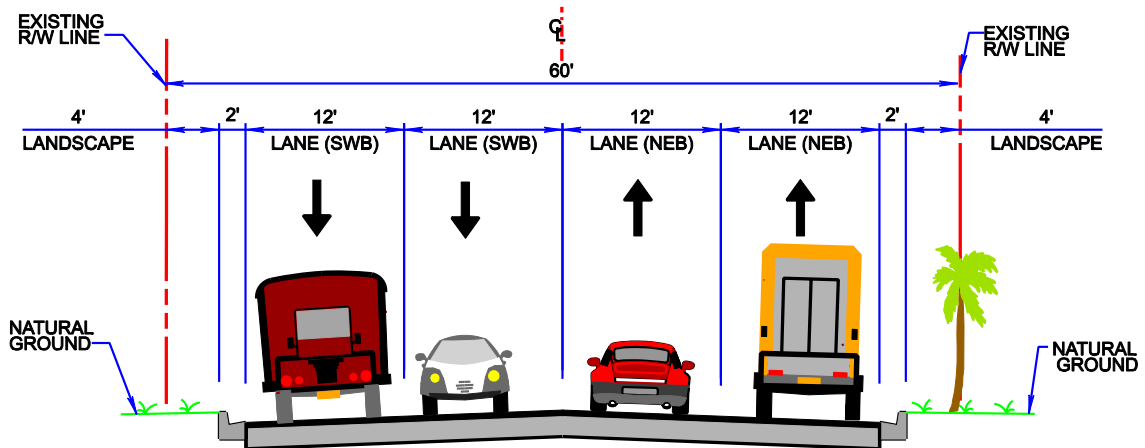 EXISTING
R/W LINE
℄
EXISTING
R/W LINE
60'
4'
2'
12'
12'
12'
12'
2'
4'
LANDSCAPE
LANE (SWB)
LANE (SWB)
LANE (NEB)
LANE (NEB)
LANDSCAPE
NATURAL
GROUND
NATURAL
GROUND